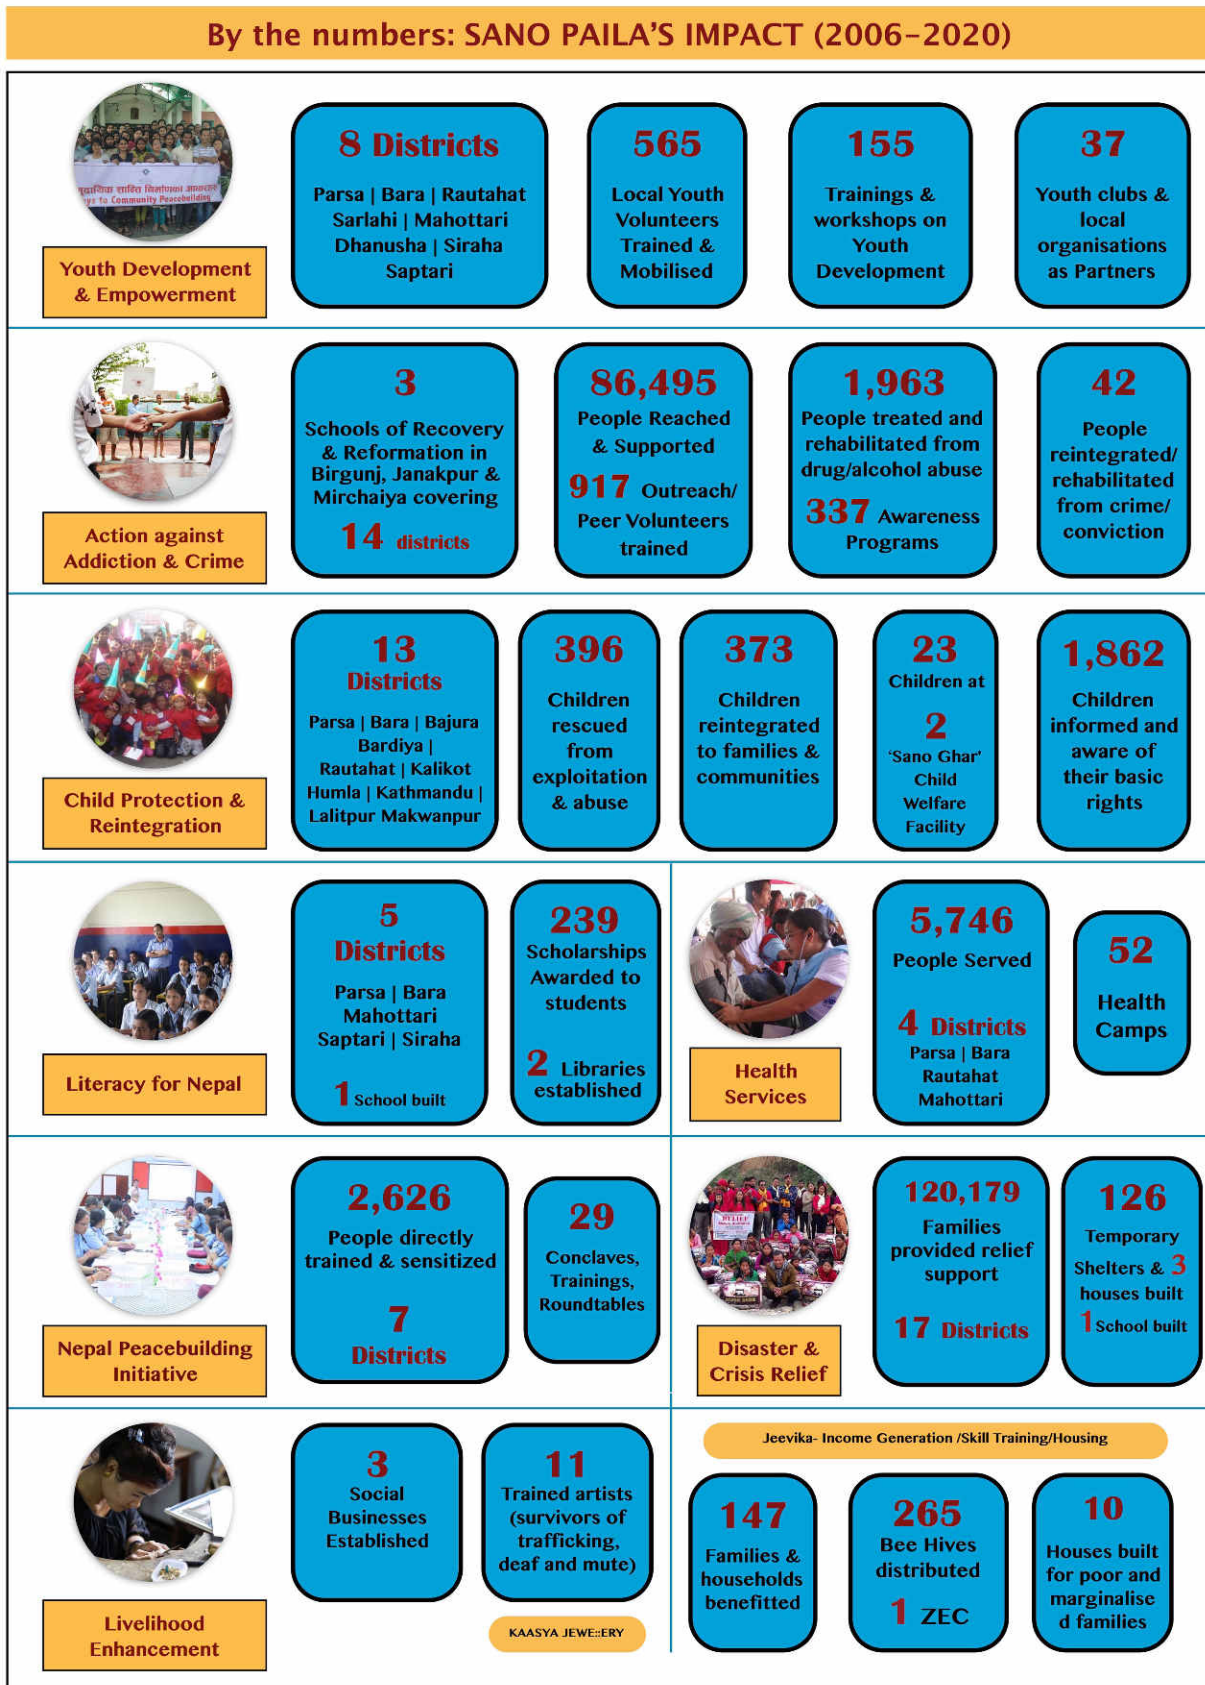 By the numbers: SANO PAILA'S IMPACT (2006-2020)
Youth Development
& Empowerment
8 Districts
Parsa | Bara | Rautahat
Sarlahi | Mahottari
Dhanusha | Siraha
Saptari
565
Local Youth
Volunteers
Trained &
Mobilised
155
Trainings &
workshops on
Youth
Development
37
Youth clubs &
local
organisations
as Partners
Action against
Addiction & Crime
3
Schools of Recovery
& Reformation in
Birgunj, Janakpur &
Mirchaiya covering
14 districts
86,495
People Reached
& Supported
917 Outreach/
Peer Volunteers
trained
1,963
People treated and
rehabilitated from
drug/alcohol abuse
337 Awareness
Programs
42
People
reintegrated/
rehabilitated
from crime/
conviction
Child Protection &
Reintegration
13
Districts
Parsa | Bara | Bajura
Bardiya |
Rautahat | Kalikot
Humla | Kathmandu |
Lalitpur Makwanpur
396
Children
rescued
from
exploitation
& abuse
373
Children
reintegrated
to families &
communities
23
Children at
2
'Sano Ghar'
Child
Welfare
Facility
1,862
Children
informed and
aware of
their basic
rights
Literacy for Nepal
5
Districts
Parsa | Bara
Mahottari
Saptari | Siraha
1 School built
239
Scholarships
Awarded to
students
2 Libraries
established
Health
Services
5,746
People Served
4 Districts
Parsa | Bara
Rautahat
Mahottari
52
Health
Camps
Nepal Peacebuilding
Initiative
2,626
People directly
trained & sensitized
7
Districts
29
Conclaves,
Trainings,
Roundtables
RELIEF
Disaster &
Crisis Relief
120,179
Families
provided relief
support
17 Districts
126
Temporary
Shelters & 3
houses built
1 School built
Livelihood
Enhancement
3
Social
Businesses
Established
11
Trained artists
(survivors of
trafficking,
deaf and mute)
KAASYA JEWE::ERY
Jeevika- Income Generation /Skill Training/Housing
147
Families &
households
benefitted
265
Bee Hives
distributed
1 ZEC
10
Houses built
for poor and
marginalise
d families